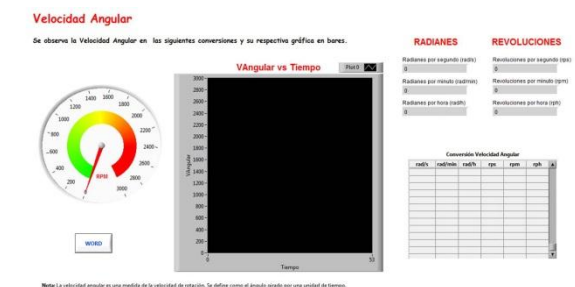 Velocidad Angular
Se observa la Velocidad Angular en las siguientes conversiones y su respectiva gráfica en bares.
RADIANES
REVOLUCIONES
Radianes por segundo (rad/s)
0
Revoluciones por segundo (rps)
0
Radianes por minuto (rad/min)
0
Revoluciones por minuto (rpm)
0
Radianes por hora (rad/h)
0
Revoluciones por hora (rph)
0
VAngular vs Tiempo
Plot 0
3000
2800
2600
2400
2200
2000
1800
1600
1400
1200
1000
800
600
400
200
0
VAngular
0
53
Tiempo
0
200
400
800
1000
1200
1400
1600
2000
2200
2400
2600
2800
3000
RPM
WORD
Conversión Velocidad Angular
rad/s rad/min rad/h rps rpm rph
Nota: La velocidad angular es una medida de la velocidad de rotación. Se define como el ángulo girado por una unidad de tiempo.